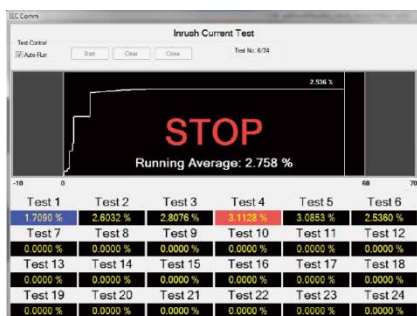 IEC Comm
Inrush Current Test
Test Control
Auto Run
Start
Clear
Close
Test No. 6/24
2.536 %
STOP
Running Average: 2.758 %
-10 0 60 70
Test 1 Test 2 Test 3 Test 4 Test 5 Test 6
1.7090 % 2.6032 % 2.8076 % 3.1128 % 3.0853 % 2.5360 %
Test 7 Test 8 Test 9 Test 10 Test 11 Test 12
0.0000 % 0.0000 % 0.0000 % 0.0000 % 0.0000 % 0.0000 %
Test 13 Test 14 Test 15 Test 16 Test 17 Test 18
0.0000 % 0.0000 % 0.0000 % 0.0000 % 0.0000 % 0.0000 %
Test 19 Test 20 Test 21 Test 22 Test 23 Test 24
0.0000 % 0.0000 % 0.0000 % 0.0000 % 0.0000 % 0.0000 %